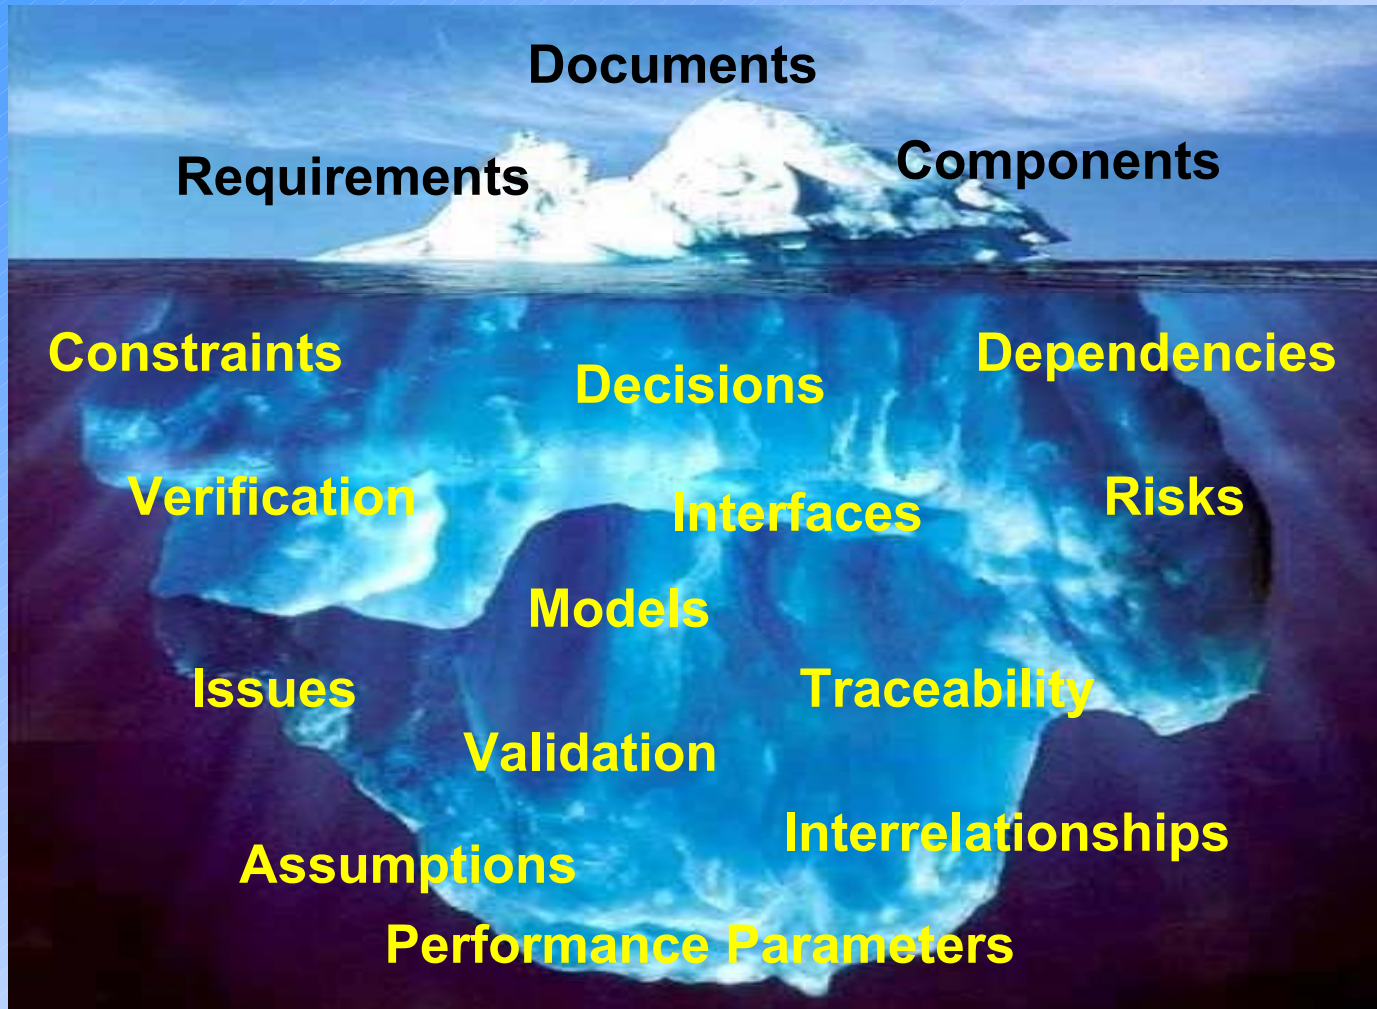 Documents
Requirements
Components
Constraints
Decisions
Dependencies
Verification
Interfaces
Risks
Models
Issues
Traceability
Validation
Interrelationships
Assumptions
Performance Parameters